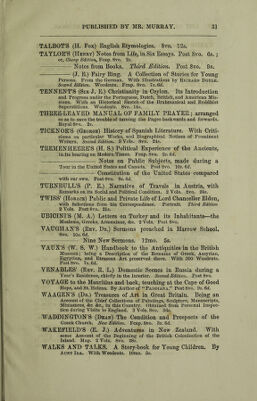 PUBLISHED BY MR. MURRAY. 31
TALBOT'S (H. Fox) English Etymologies. 8vo. 12s.
TAYLOR'S (Henry) Notes from Life, in Six Essays. Post 8vo. 6s.;
or, Cheap Edition, Fcap. 8vo. 2s.
Notes from Books. Third Edition. Post 8vo. 9s.
(J. E.) Fairy Ring. A Collection of Stories for Young
Persons. From the German. With Illustrations by Richard Doyle.
Second Edition. Woodcuts. Fcap. 8vo. 7s. 6d.
TENNENT'S (Sir J. E.) Christianity in Ceylon. Its Introduction
and Progress under the Portuguese, Dutch, British, and American Missions.
With an Historical Sketch of the Brahmanical and Buddhist
Superstitions. Woodcuts. 8vo. 14s.
THREE-LEAVED MANUAL OF FAMILY PRAYER; arranged
so as to save the trouble of turning the Pages backwards and forwards.
Royal 8vo. 2s.
TICKNOR'S (George) History of Spanish Literature. With Criticisms
on particular Works, and Biographical Notices of Prominent
Writers. Second Edition. 3 Vols. 8vo. 24s.
TREMENHEERE'S (H. S.) Political Experience of the Ancients,
in its bearing on Modern Times. Fcap. 8vo. 2s. 6d.
Notes on Public Subjects, made during a
Tour in the United States and Canada. Post 8vo. 10s. 6d.
Constitution of the United States compared
with our own. Post 8vo. 9s. 6d.
TURNBULL'S (P. E.) Narrative of Travels in Austria, with
Remarks on its Social and Political Condition. 2 Vols. 8vo. 24s.
TWISS' (Horace) Public and Private Life of Lord Chancellor Eldon,
with Selections from his Correspondence. Portrait. Third Edition.
2 Vols. Post 8vo. 21s.
UBICINI'S (M. A.) Letters on Turkey and its Inhabitants—the
Moslems, Greeks, Armenians, &c. 2 Vols. Post 8vo.
VAUGHAN'S (Rev. Dr.) Sermons preached in Harrow School.
8vo. 10s. 6d.
Nine New Sermons. 12mo. 5s.
VAUX'S (W. S. W.) Handbook to the Antiquities in the British
Museum; being a Description of the Remains of Greek, Assyrian,
Egyptian, and Etruscan Art preserved there. With 300 Woodcuts.
Post 8vo. 7s. 6d.
VENABLES' (Rev. R. L.) Domestic Scenes in Russia during a
Year's Residence, chiefly in the Interior. Second Edition. Post 8vo.
VOYAGE to the Mauritius and back, touching at the Cape of Good
Hope, and St. Helena. By Author of "Paddiana." Post 8vo. 9s. 6d.
WAAGEN'S (Dr.) Treasures of Art in Great Britain. Being an
Account of the Chief Collections of Paintings, Sculpture, Manuscripts,
Miniatures, &c. &c., in this Country. Obtained from Personal Inspection
during Visits to England. 3 Vols. 8vo. 36s.
WADDINGTON'S (Dean) The Condition and Prospects of the
Greek Church. New Edition. Fcap. 8vo. 3s. 6d.
WAKEFIELD'S (E. J.) Adventures in New Zealand. With
some Account of the Beginning of the British Colonisation of the
Island. Map. 2 Vols. 8vo. 28s.
WALKS AND TALKS. A Story-book for Young Children. By
Aunt Ida. With Woodcuts. 16mo. 5s.